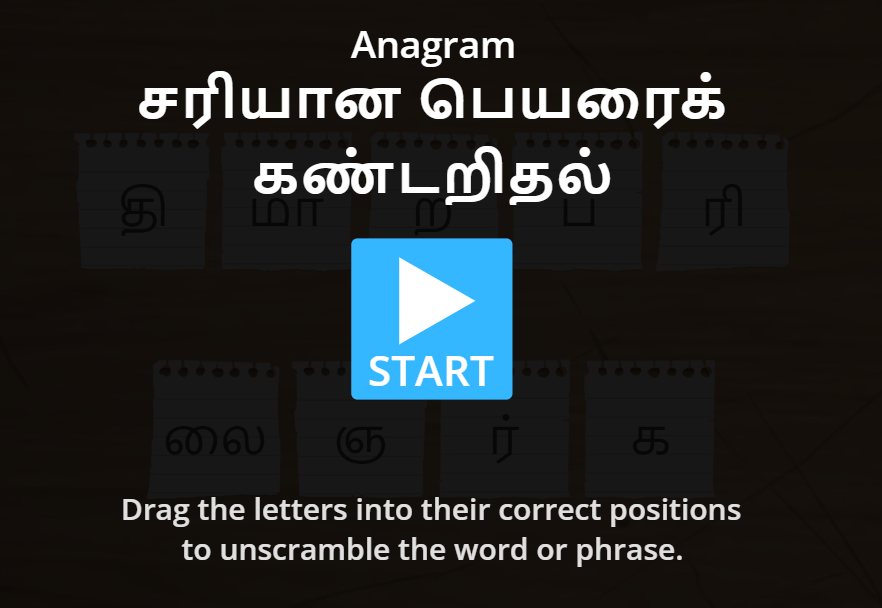 Anagram
சரியான பெயரைக்
கண்டறிதல்
தி மா ற ப ரி
START
லை ஞ ர் க
Drag the letters into their correct positions
to unscramble the word or phrase.